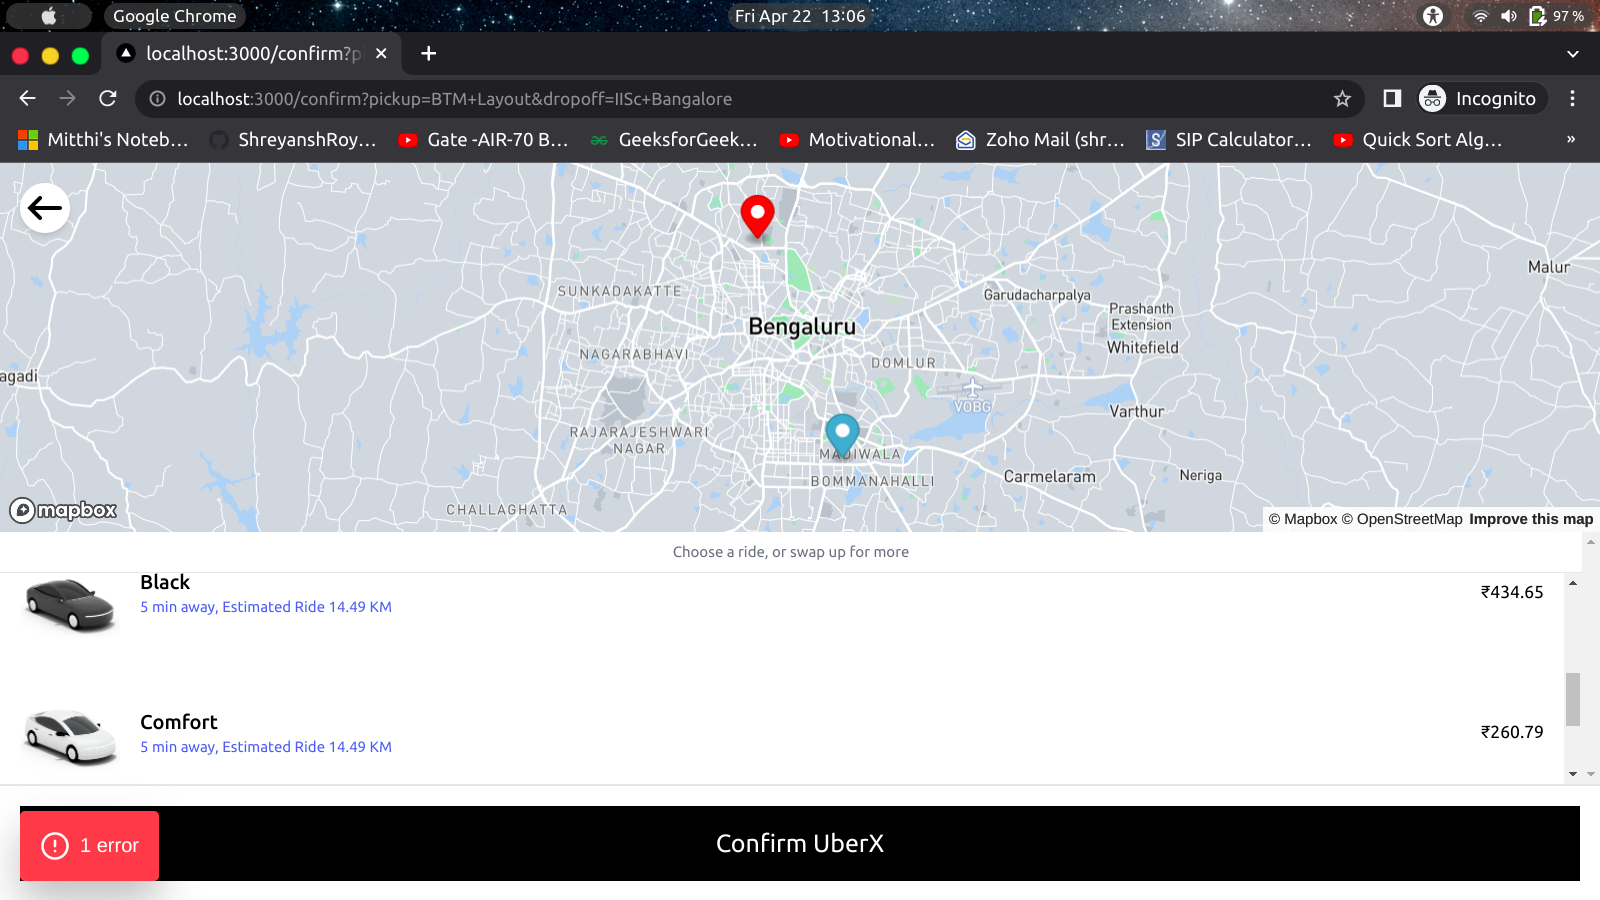 Google Chrome
Fri Apr 22 13:06
97 %
localhost:3000/confirm?p
localhost:3000/confirm?pickup=BTM+Layout&dropoff=IISc+Bangalore
Incognito
Mitthi's Noteb...
ShreyanshRoy...
Gate -AIR-70 B...
GeeksforGeek...
Motivational...
Zoho Mail (shr...
SIP Calculator...
Quick Sort Alg...
»
Malur
SUNKADAKATTE
Garudacharpalya
Prashanth
Extension
Bengaluru
Whitefield
NAGARABHAVI
DOMLUR
agadi
VOBG
Varthur
RAJARAJESHWARI
NAGAR
MADIWALA
Carmelaram
Neriga
BOMMANAHALLI
CHALLAGHATTA
mapbox
© Mapbox © OpenStreetMap Improve this map
Choose a ride, or swap up for more
Black
5 min away, Estimated Ride 14.49 KM
₹434.65
Comfort
5 min away, Estimated Ride 14.49 KM
₹260.79
1 error
Confirm UberX